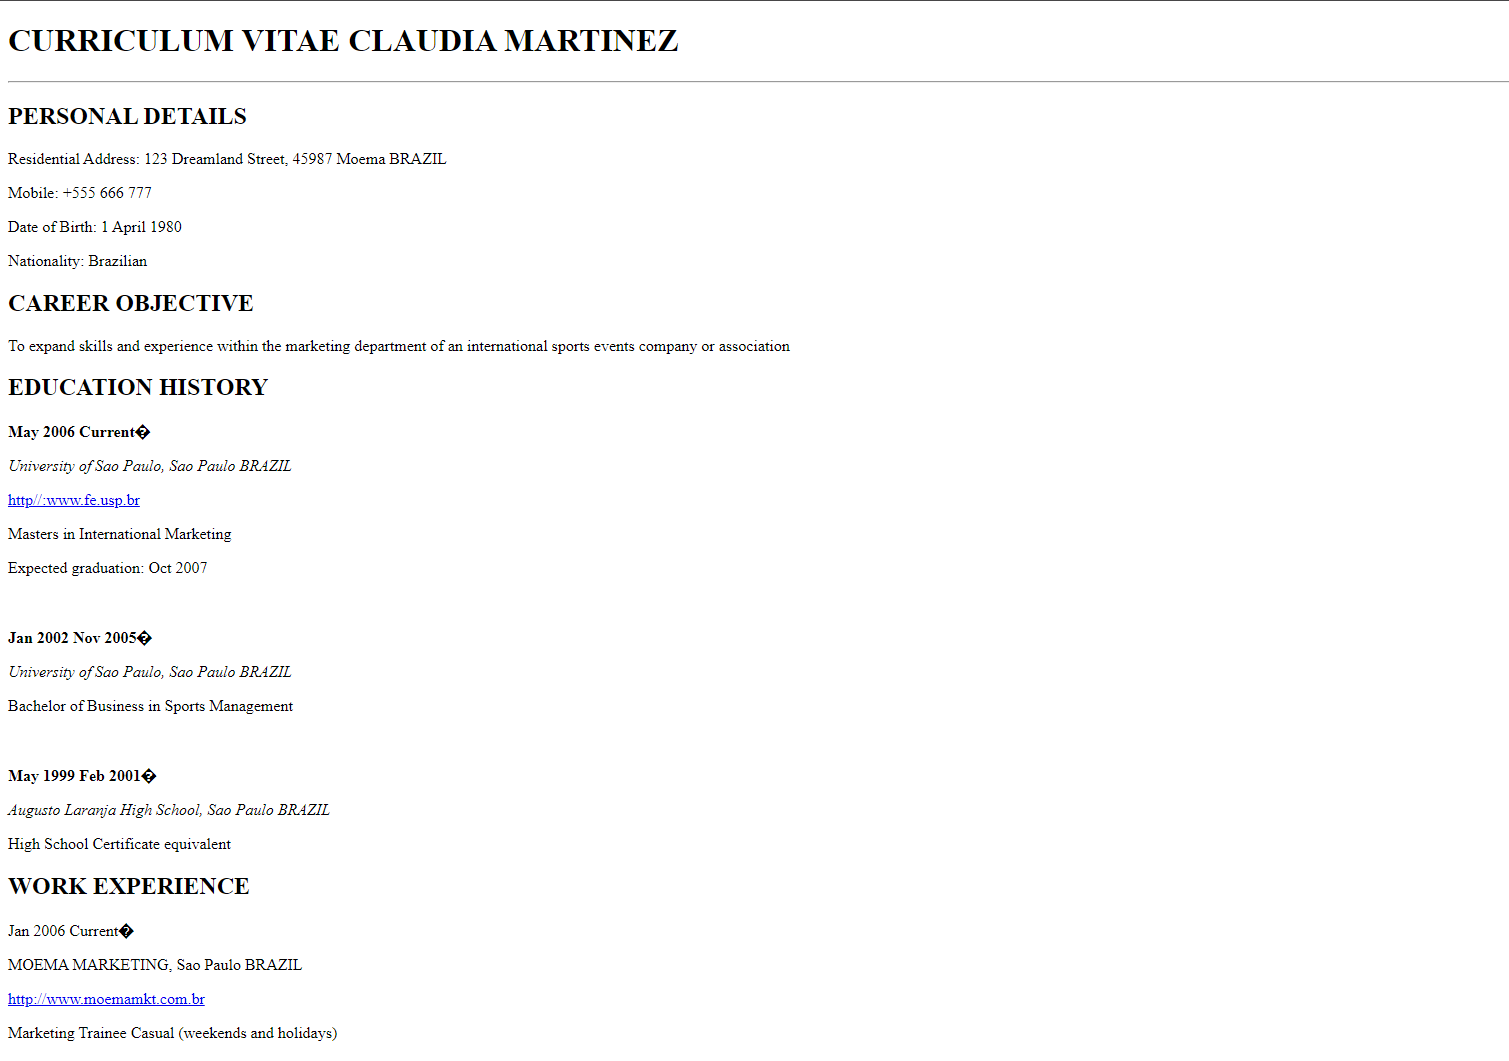 CURRICULUM VITAE CLAUDIA MARTINEZ
PERSONAL DETAILS
Residential Address: 123 Dreamland Street, 45987 Moema BRAZIL
Mobile: +555 666 777
Date of Birth: 1 April 1980
Nationality: Brazilian
CAREER OBJECTIVE
To expand skills and experience within the marketing department of an international sports events company or association
EDUCATION HISTORY
May 2006 Current�
University of Sao Paulo, Sao Paulo BRAZIL
http//:www.fe.usp.br
Masters in International Marketing
Expected graduation: Oct 2007
Jan 2002 Nov 2005�
University of Sao Paulo, Sao Paulo BRAZIL
Bachelor of Business in Sports Management
May 1999 Feb 2001�
Augusto Laranja High School, Sao Paulo BRAZIL
High School Certificate equivalent
WORK EXPERIENCE
Jan 2006 Current�
MOEMA MARKETING, Sao Paulo BRAZIL
http://www.moemamkt.com.br
Marketing Trainee Casual (weekends and holidays)